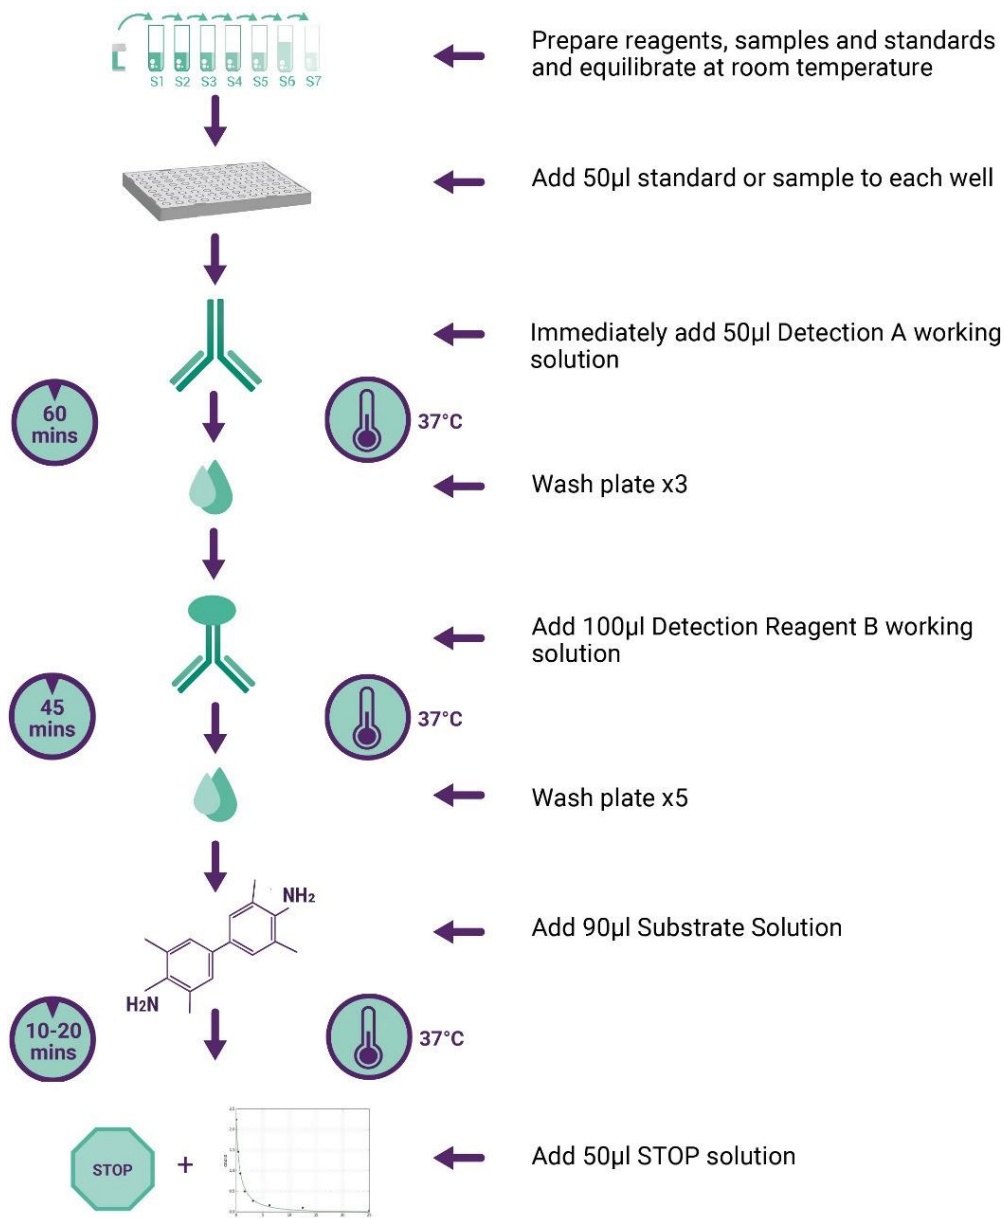 S1 S2 S3 S4 S5 S6 S7
Prepare reagents, samples and standards
and equilibrate at room temperature
Add 50µl standard or sample to each well
Immediately add 50µl Detection A working
solution
60
mins
37°C
Wash plate x3
Add 100µl Detection Reagent B working
solution
45
mins
37°C
Wash plate x5
NH₂
H₂N
Add 90µl Substrate Solution
10-20
mins
37°C
STOP
+
Add 50µl STOP solution